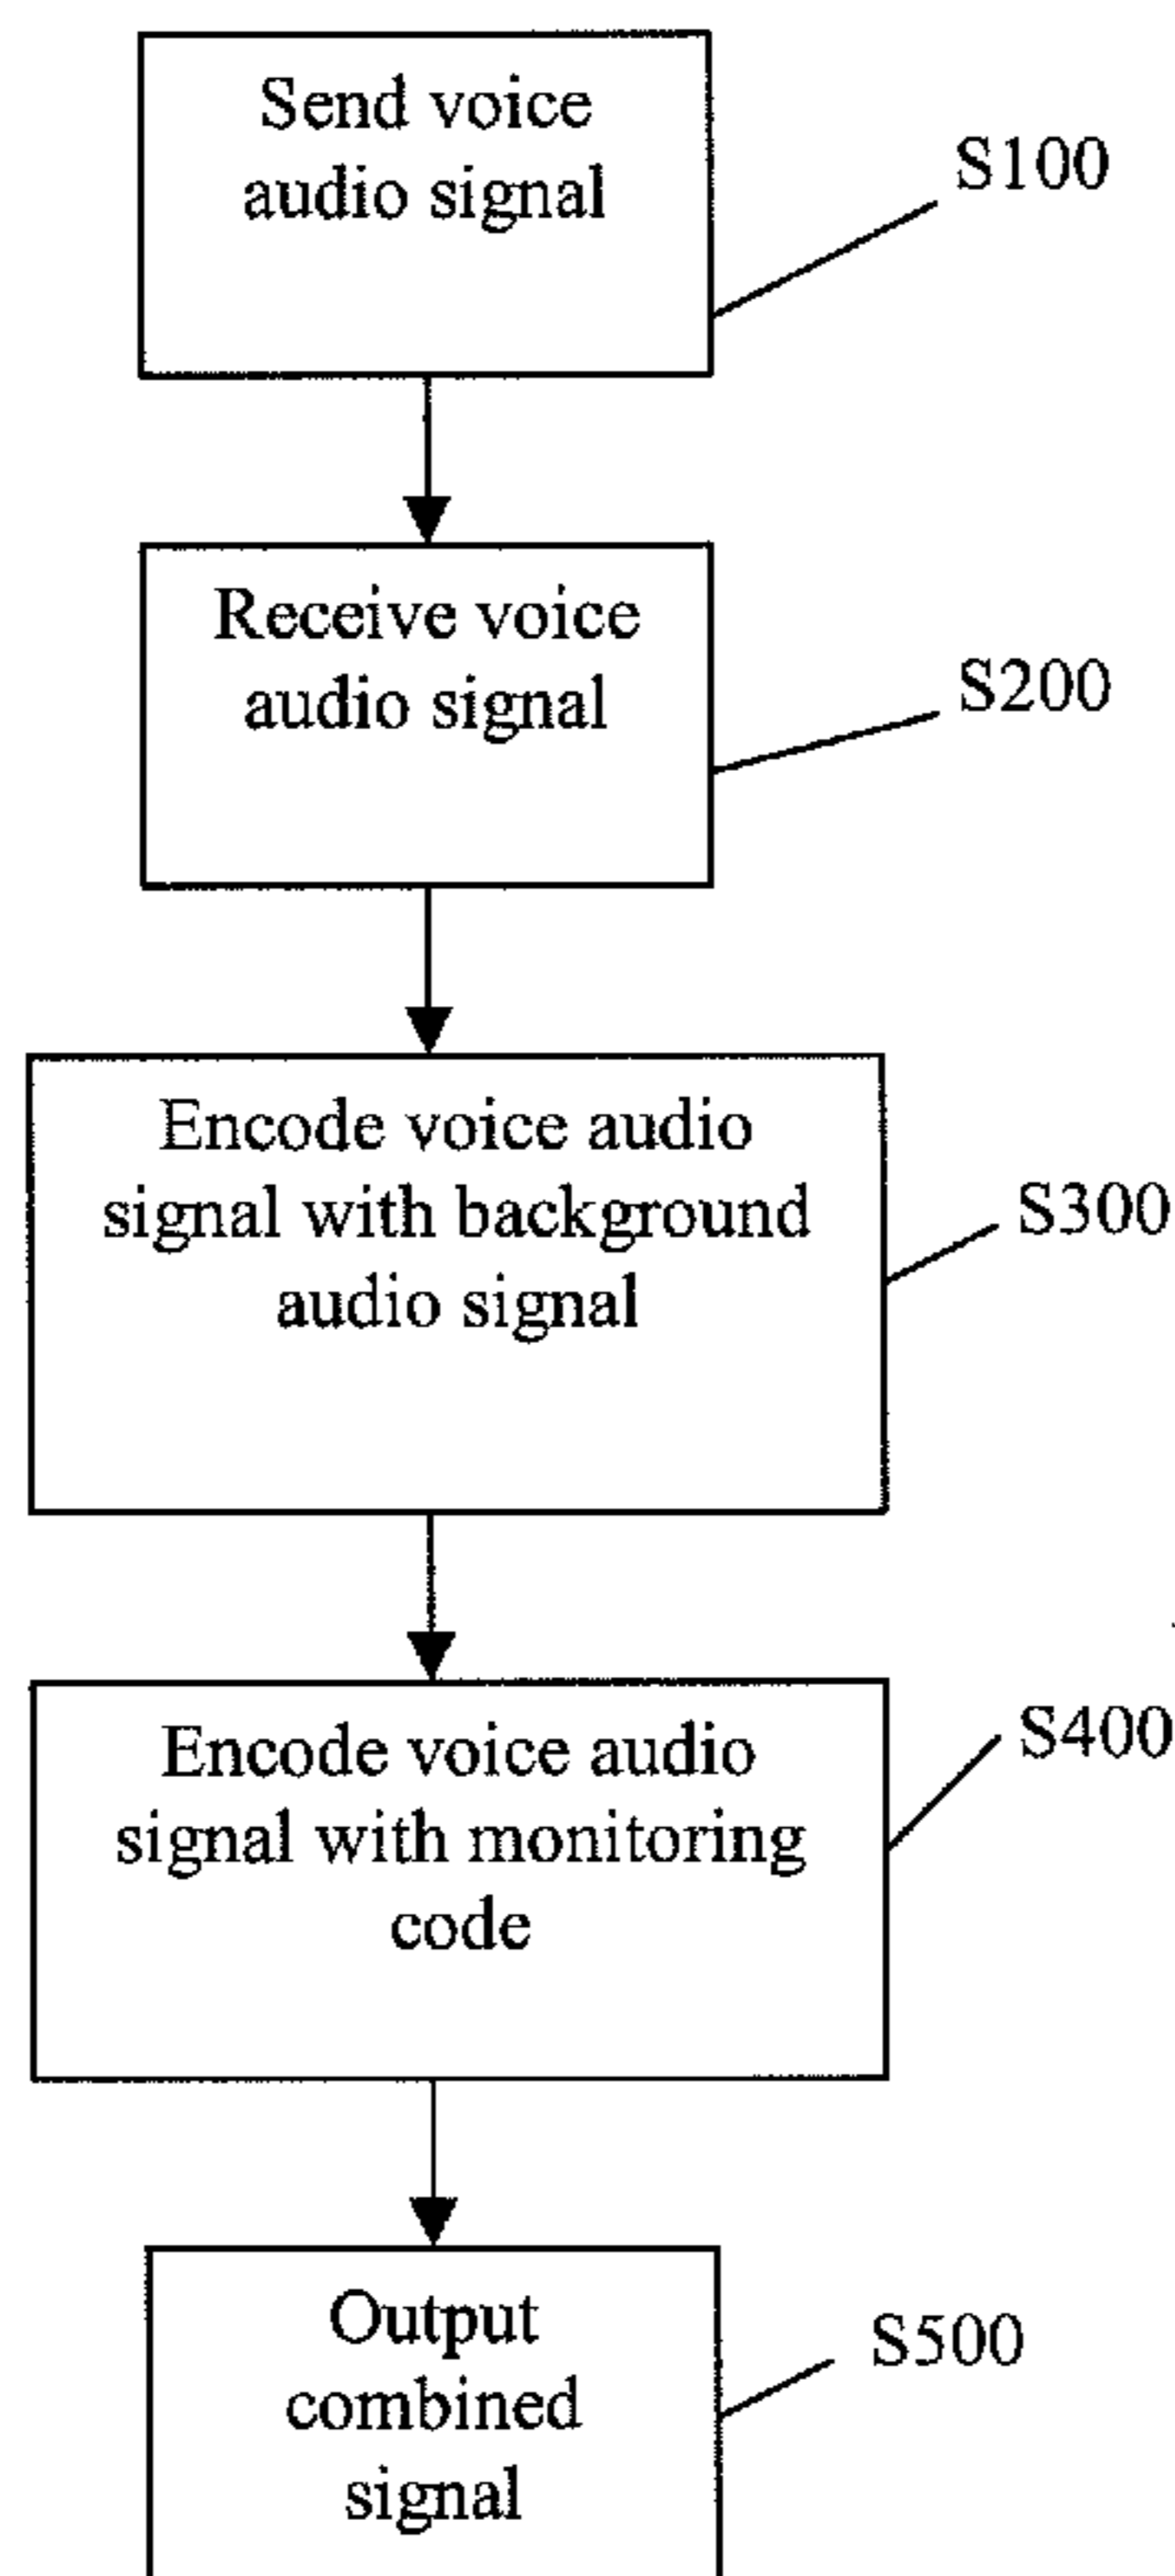 Send voice
audio signal
S100
Receive voice
audio signal
S200
Encode voice audio
signal with background
audio signal
S300
Encode voice audio
signal with monitoring
code
S400
Output
combined
signal
S500